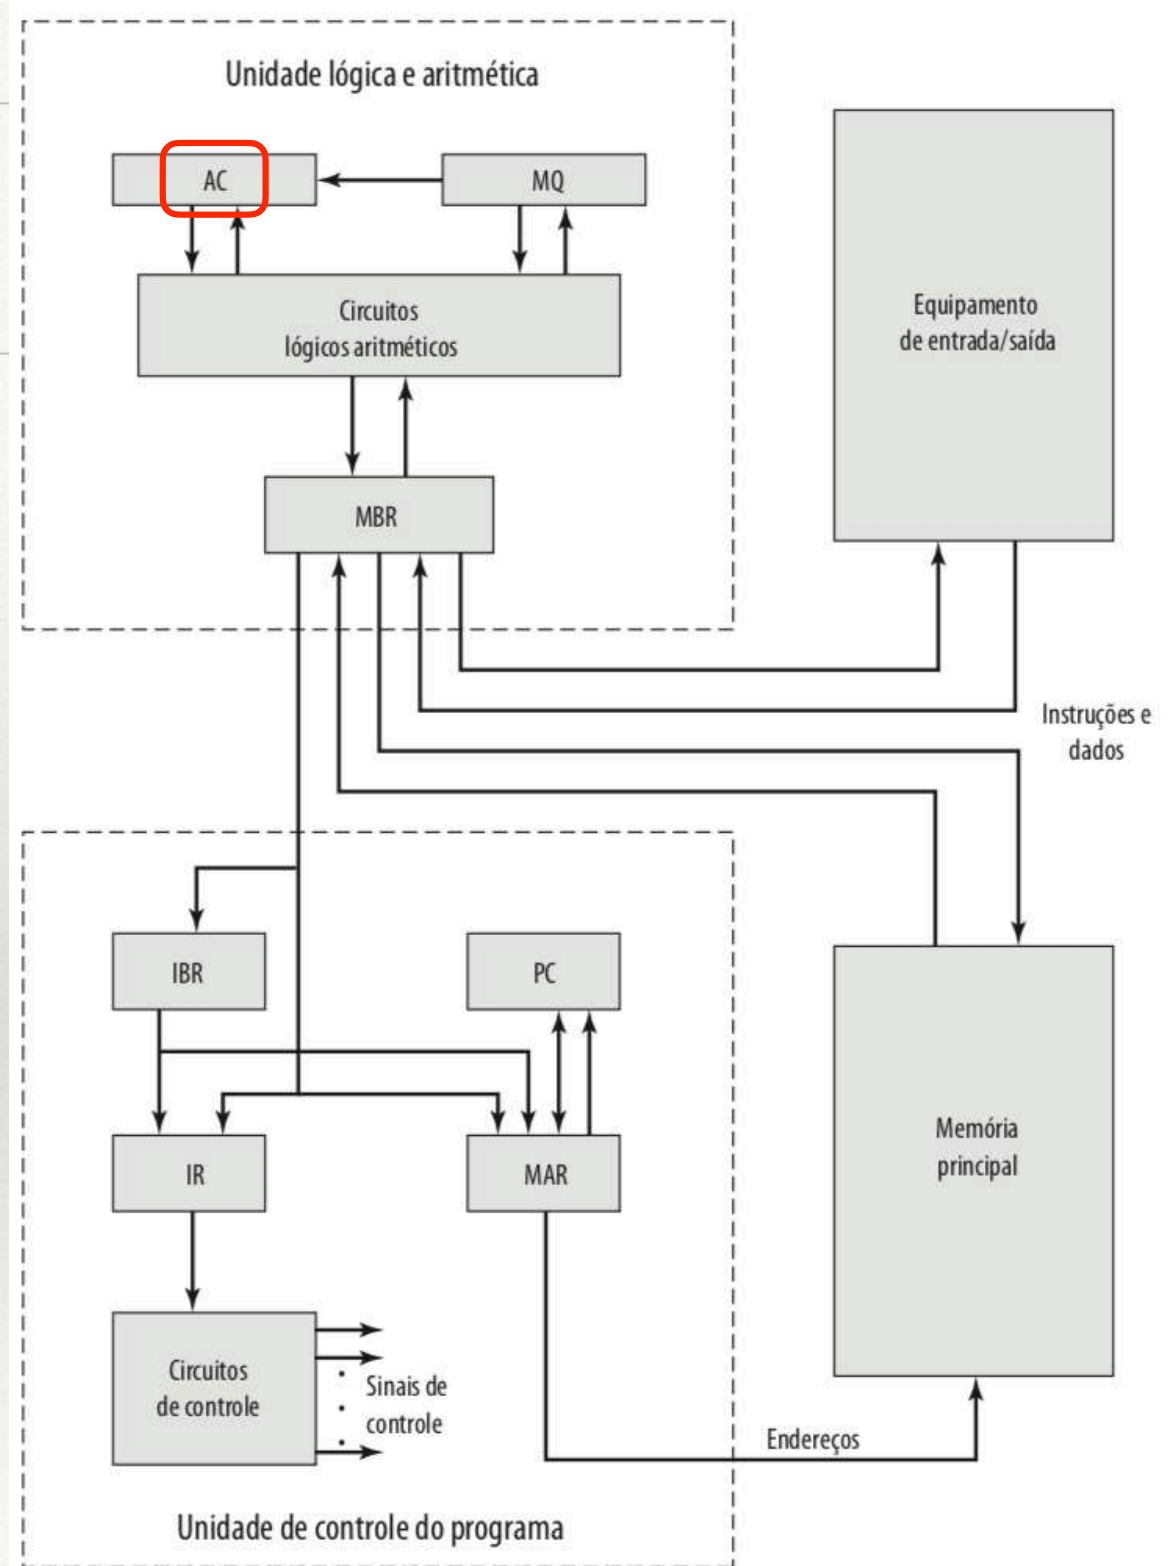 Unidade lógica e aritmética
AC
MQ
Circuitos
lógicos aritméticos
MBR
Equipamento
de entrada/saída
Instruções e
dados
IBR
PC
IR
MAR
Memória
principal
Circuitos
de controle
Sinais de
controle
Endereços
Unidade de controle do programa